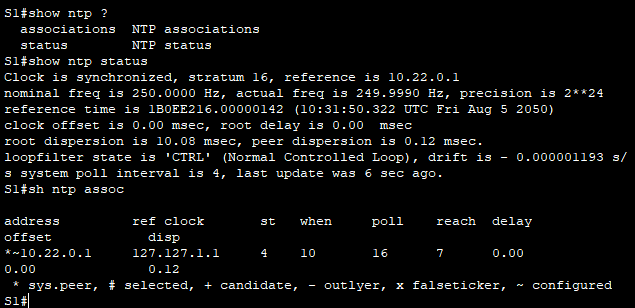 S1#show ntp ?
associations NTP associations
status NTP status
S1#show ntp status
Clock is synchronized, stratum 16, reference is 10.22.0.1
nominal freq is 250.0000 Hz, actual freq is 249.9990 Hz, precision is 2**24
reference time is 1B0EE216.00000142 (10:31:50.322 UTC Fri Aug 5 2050)
clock offset is 0.00 msec, root delay is 0.00 msec
root dispersion is 10.08 msec, peer dispersion is 0.12 msec.
loopfilter state is 'CTRL' (Normal Controlled Loop), drift is - 0.000001193 s/
s system poll interval is 4, last update was 6 sec ago.
S1#sh ntp assoc
address ref clock st when poll reach delay
offset disp
*~10.22.0.1 127.127.1.1 4 10 16 7 0.00
0.00 0.12
* sys.peer, # selected, + candidate, - outlyer, x falseticker, ~ configured
S1#